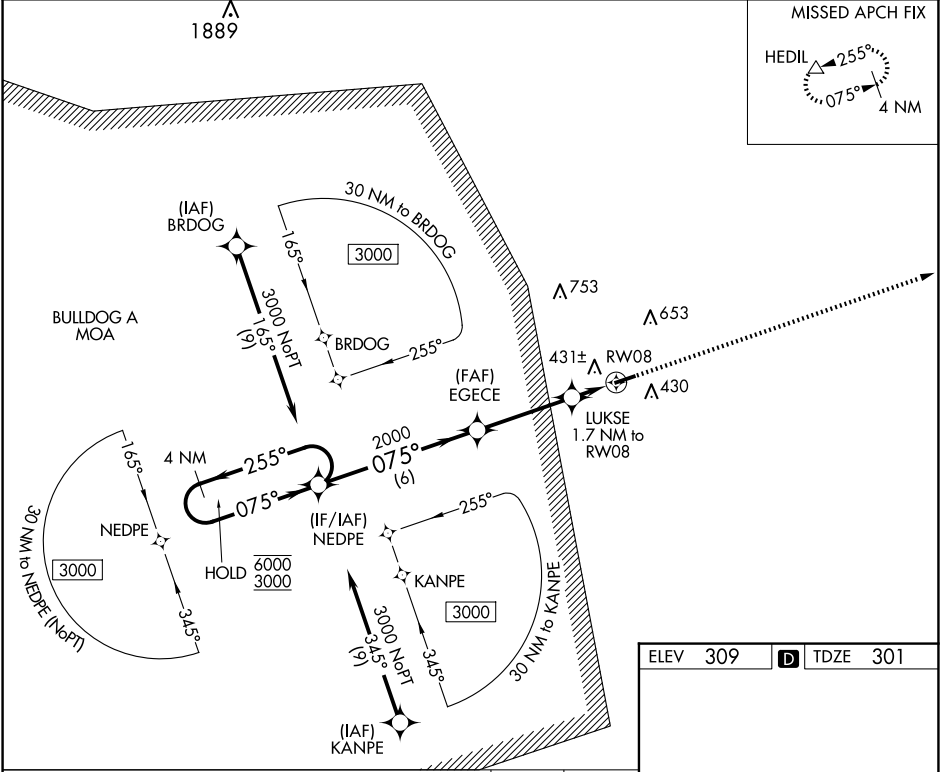 1889
MISSED APCH FIX
HEDIL
255°
075°
4 NM
(IAF)
BRDOG
30 NM to BRDOG
165°
3000
BRDOG
255°
3000 NoPT
165°
(9)
BULLDOG A
MOA
753
653
431± RW08
430
(FAF)
EGECE
LUKSE
1.7 NM to
RW08
2000
075°
(6)
4 NM
255°
075°
(IF/IAF)
NEDPE
HOLD 6000
3000
165°
NEDPE
3000
345°
30 NM to NEDPE (NoPT)
255°
KANPE
3000
345°
30 NM to KANPE
3000 NoPT
345°
(9)
(IAF)
KANPE
ELEV 309 D TDZE 301